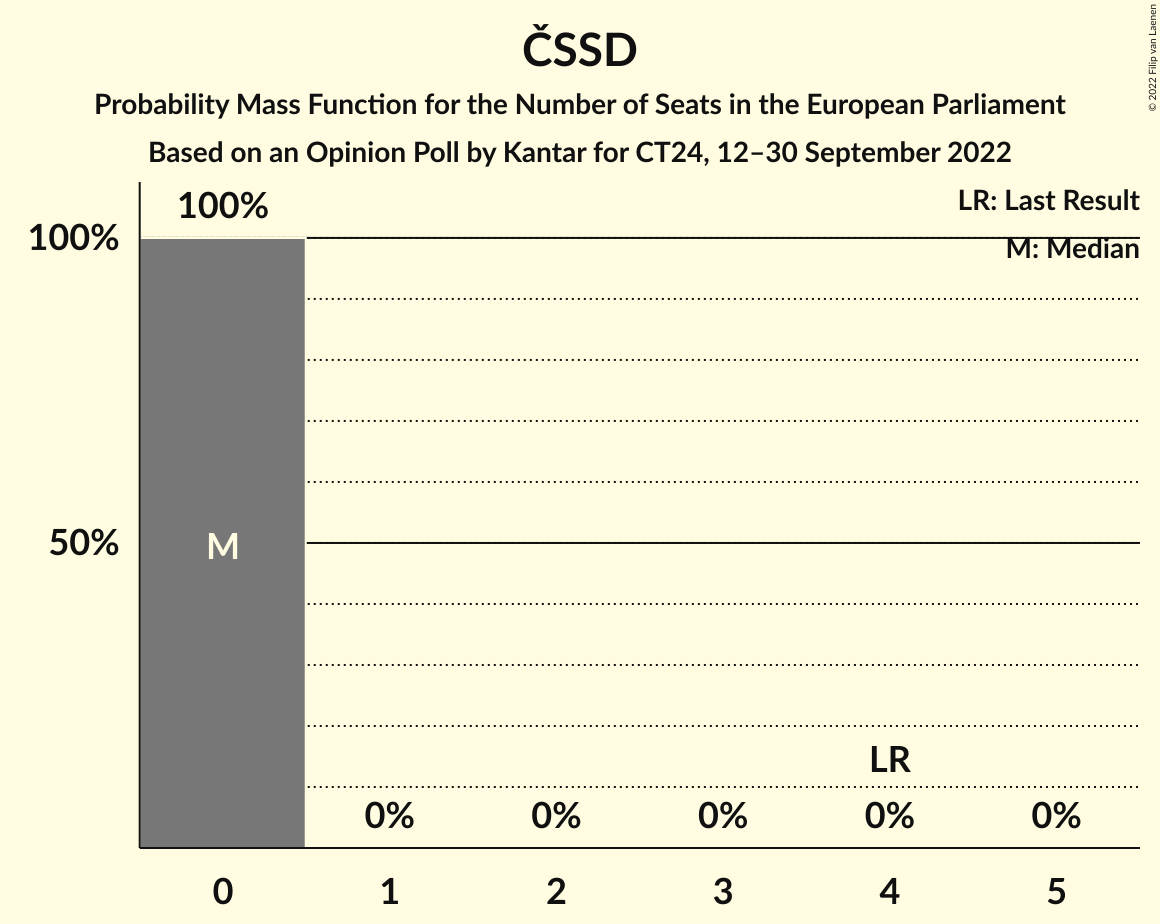 ČSSD
Probability Mass Function for the Number of Seats in the European Parliament
Based on an Opinion Poll by Kantar for CT24, 12–30 September 2022
© 2022 Filip van Laenen
LR: Last Result
M: Median
100%
100%
50%
M
LR
0%
0%
0%
0%
0%
0
1
2
3
4
5